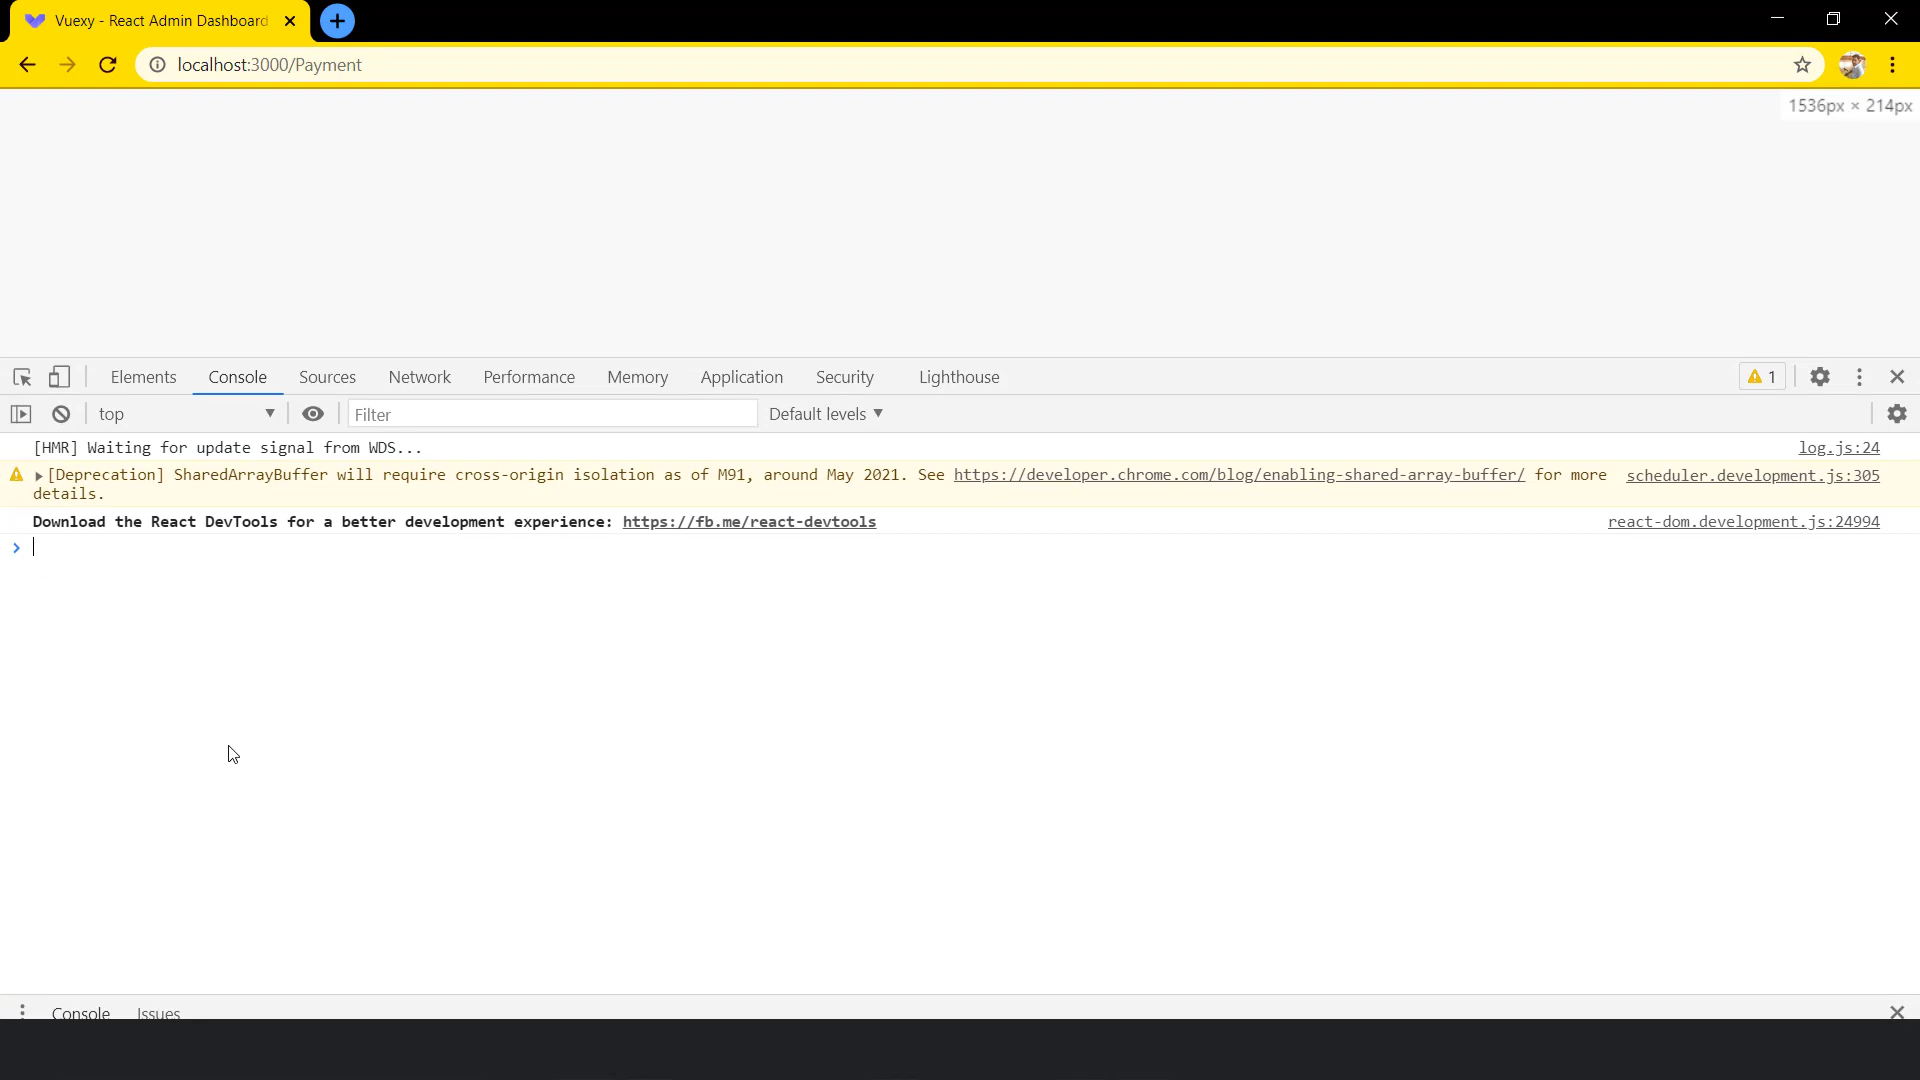 Vuexy - React Admin Dashboard
localhost:3000/Payment
1536px × 214px
Elements Console Sources Network Performance Memory Application Security Lighthouse 1
top Filter Default levels
[HMR] Waiting for update signal from WDS... log.js:24
[Deprecation] SharedArrayBuffer will require cross-origin isolation as of M91, around May 2021. See https://developer.chrome.com/blog/enabling-shared-array-buffer/ for more scheduler.development.js:305
details.
Download the React DevTools for a better development experience: https://fb.me/react-devtools react-dom.development.js:24994
Console Issues